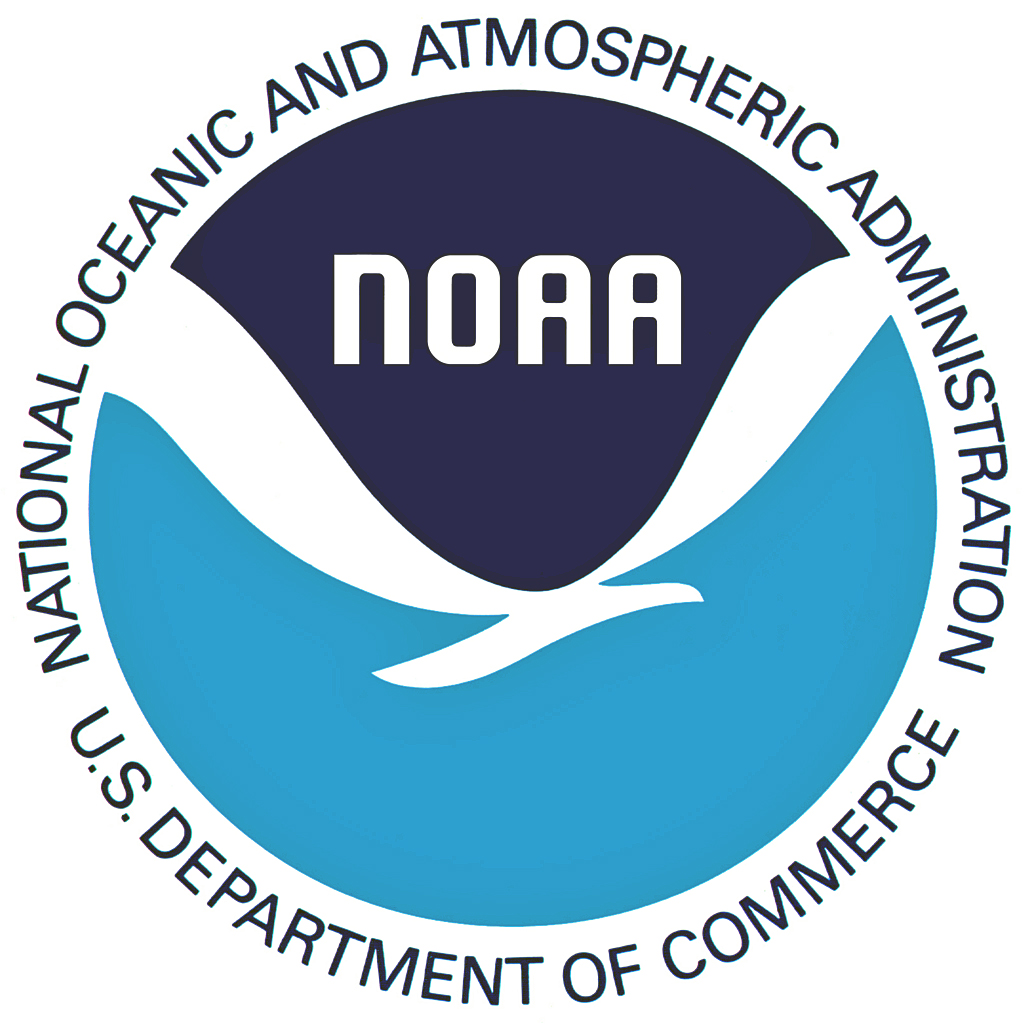 NATIONAL OCEANIC AND ATMOSPHERIC ADMINISTRATION
NOAA
U.S. DEPARTMENT OF COMMERCE